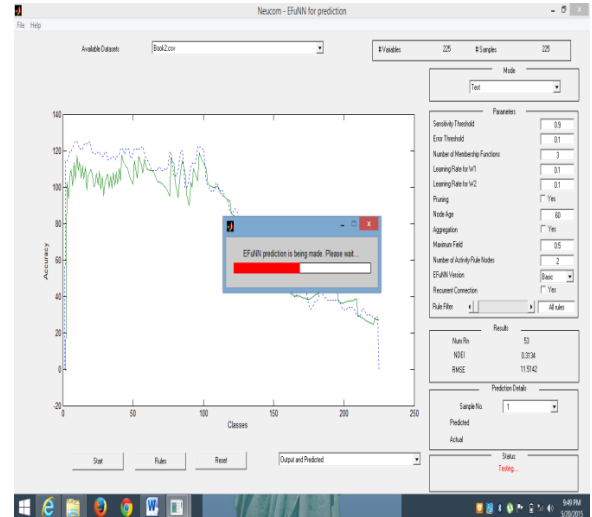 Neucom - EFuNN for prediction
File Help
Available Datasets Book2.csv
# Variables 225 # Samples 225
Mode
Test
Parameters
Sensitivity Threshold 0.9
Error Threshold 0.1
Number of Membership Functions 3
Learning Rate for W1 0.1
Learning Rate for W2 0.1
Pruning Yes
Node Age 60
Aggregation Yes
Maximum Field 0.5
Number of Activity Rule Nodes 2
EFuNN Version Basic
Recurrent Connection Yes
Rule Filter All rules
Results
Num Rn 53
NDEI 0.3134
RMSE 11.5142
Prediction Details
Sample No. 1
Predicted
Actual
Status:
Testing...
140
120
100
80
60
40
20
0
-20
Accuracy
0 50 100 150 200 250
Classes
EFuNN prediction is being made. Please wait...
Start Rules Reset Output and Predicted
9:49 PM
5/20/2015